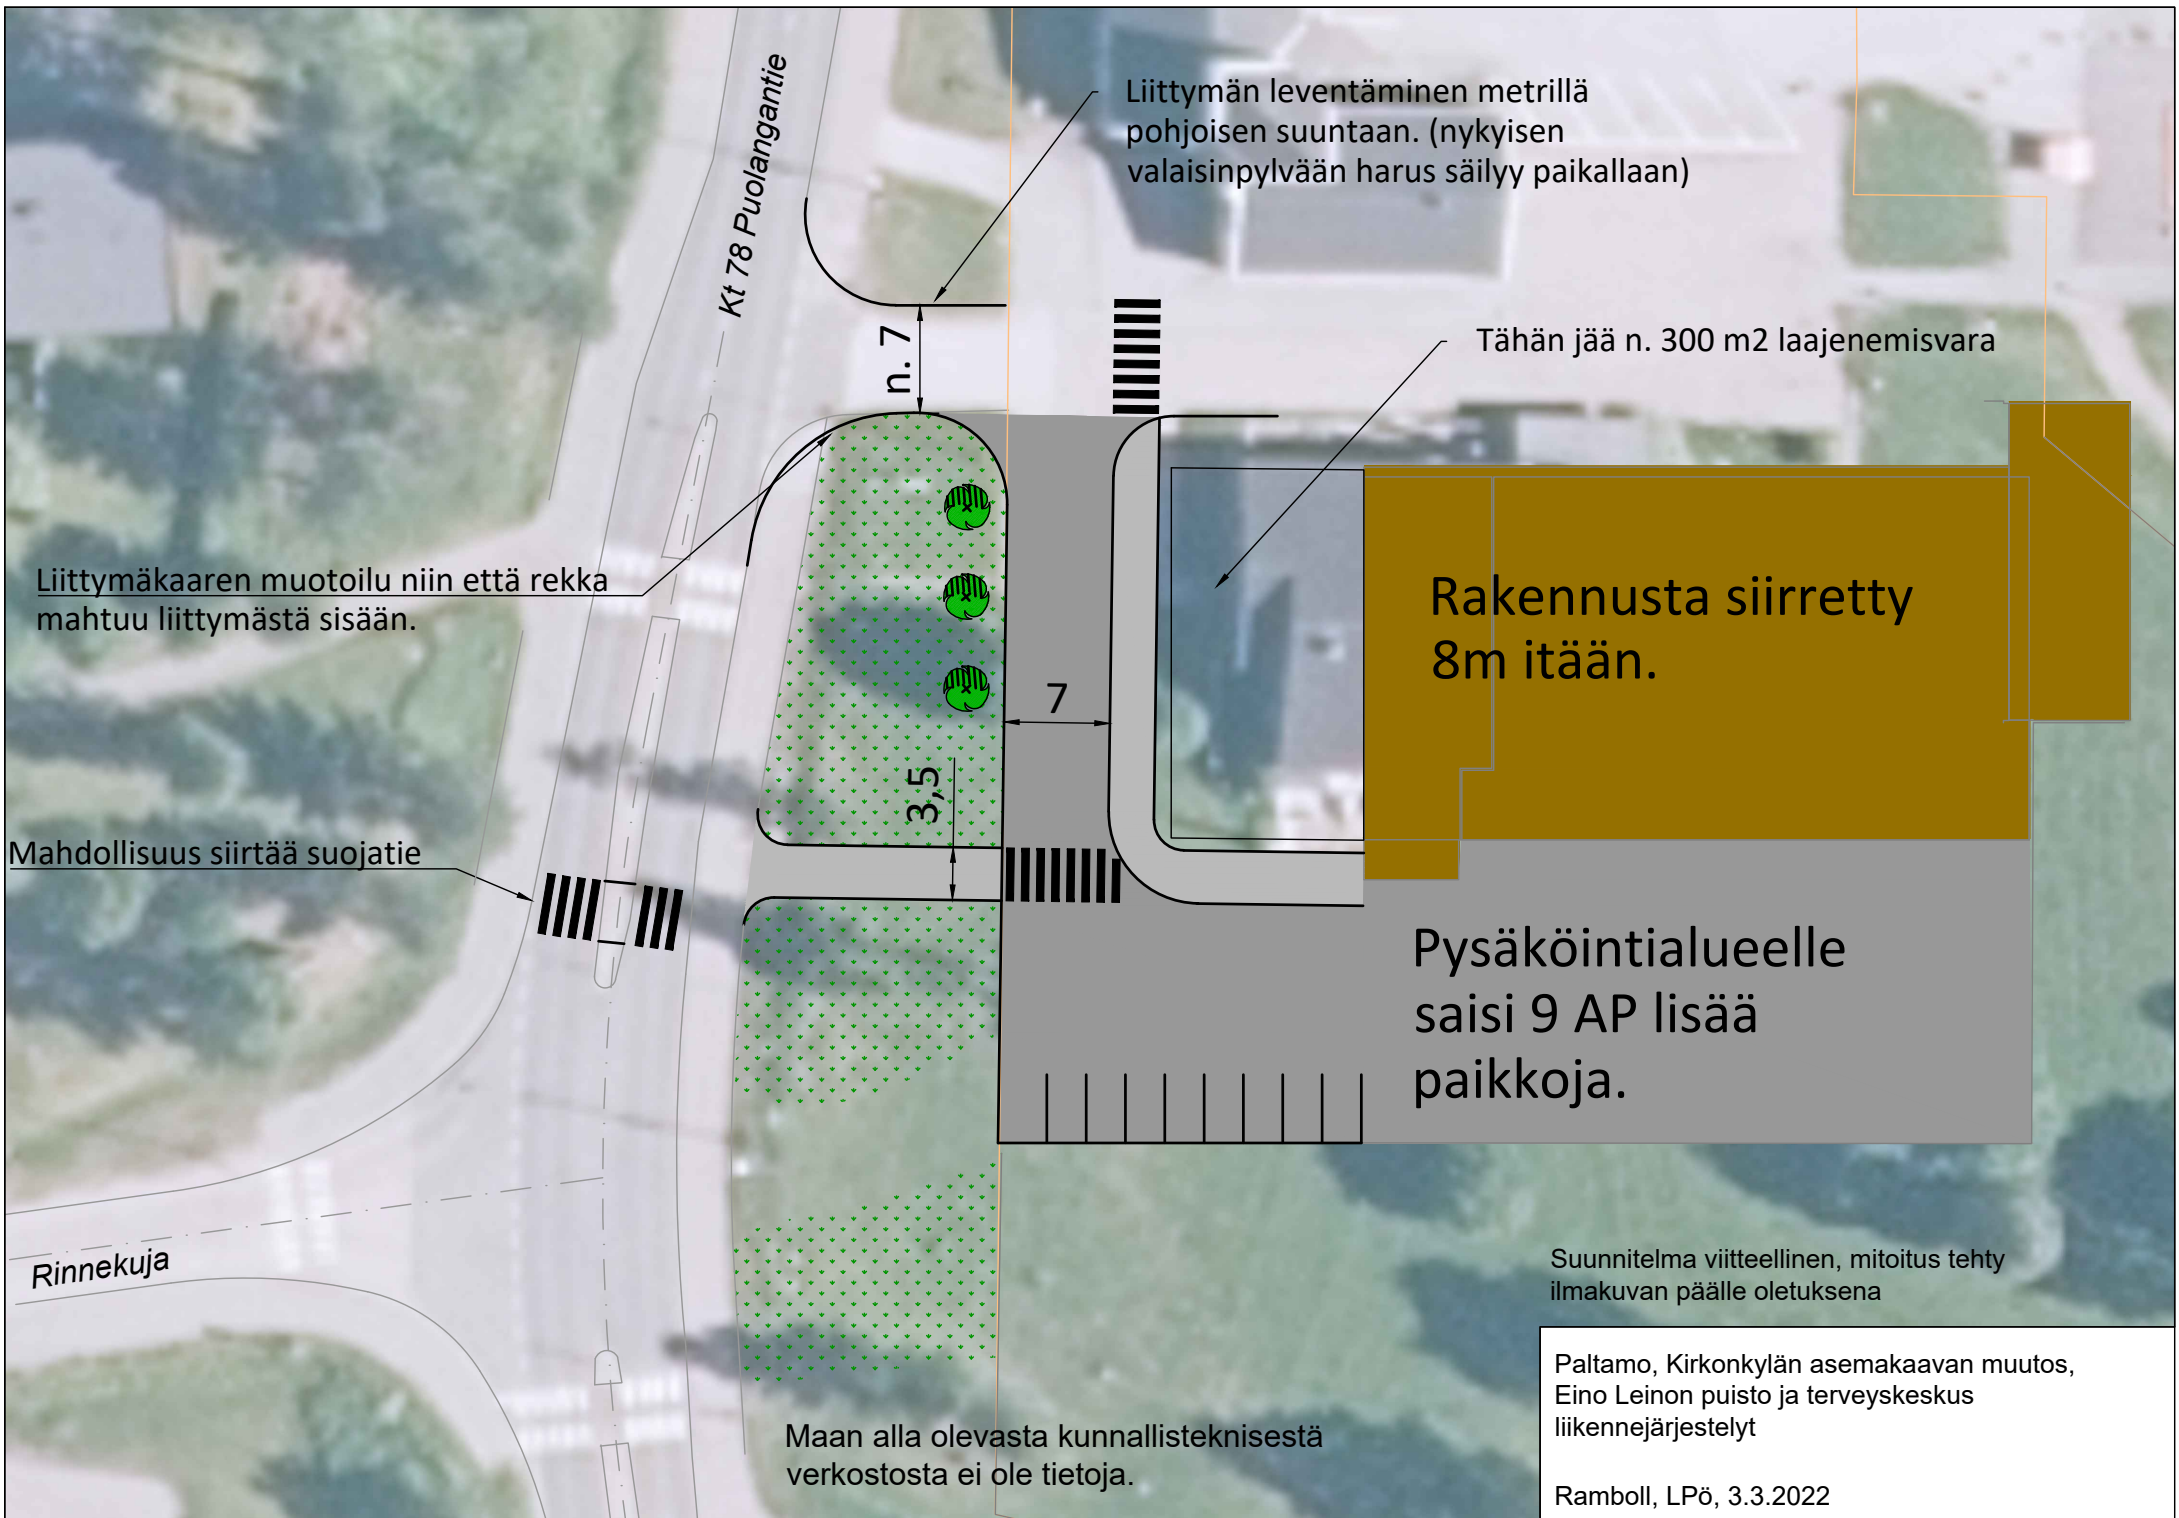 Kt 78 Puolangantie
Liittymän leventäminen metrillä
pohjoisen suuntaan. (nykyisen
valaisinpylvään harus säilyy paikallaan)
n. 7
Tähän jää n. 300 m2 laajenemisvara
Liittymäkaaren muotoilu niin että rekka
mahtuu liittymästä sisään.
Rakennusta siirretty
8m itään.
7
3,5
Mahdollisuus siirtää suojatie
Pysäköintialueelle
saisi 9 AP lisää
paikkoja.
Rinnekuja
Suunnitelma viitteellinen, mitoitus tehty
ilmakuvan päälle oletuksena
Maan alla olevasta kunnallisteknisestä
verkostosta ei ole tietoja.
Paltamo, Kirkonkylän asemakaavan muutos,
Eino Leinon puisto ja terveyskeskus
liikennejärjestelyt
Ramboll, LPö, 3.3.2022